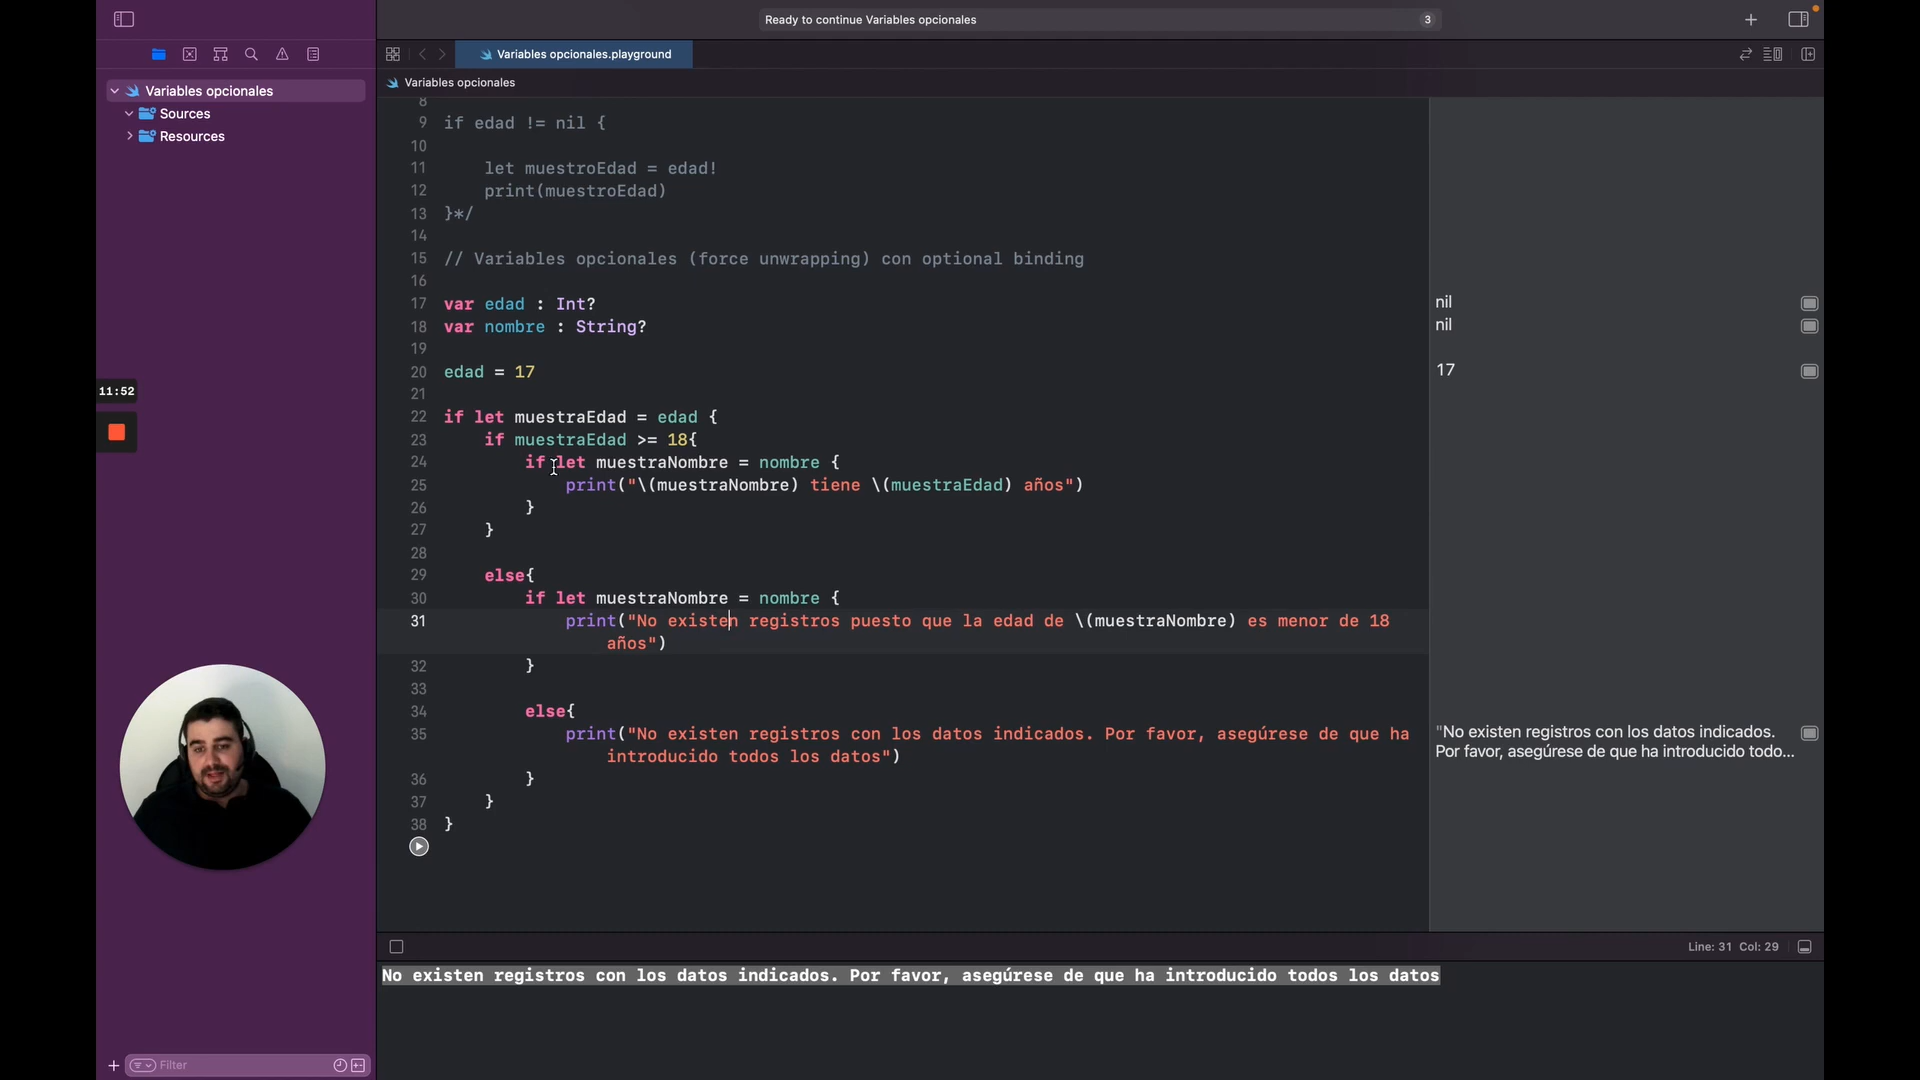 Ready to continue Variables opcionales
3
Variables opcionales.playground
Variables opcionales
Variables opcionales
Sources
Resources
8
9 if edad != nil {
10
11 let muestroEdad = edad!
12 print(muestroEdad)
13 }*/
14
15 // Variables opcionales (force unwrapping) con optional binding
16
17 var edad : Int?
nil
18 var nombre : String?
nil
19
20 edad = 17
17
21
22 if let muestraEdad = edad {
23 if muestraEdad >= 18{
24 if let muestraNombre = nombre {
25 print("\(muestraNombre) tiene \(muestraEdad) años")
26 }
27 }
28
29 else{
30 if let muestraNombre = nombre {
31 print("No existen registros puesto que la edad de \(muestraNombre) es menor de 18
años")
32 }
33
34 else{
35 print("No existen registros con los datos indicados. Por favor, asegúrese de que ha
introducido todos los datos")
"No existen registros con los datos indicados.
Por favor, asegúrese de que ha introducido todo...
36 }
37 }
38 }
11:52
Line: 31 Col: 29
No existen registros con los datos indicados. Por favor, asegúrese de que ha introducido todos los datos
Filter